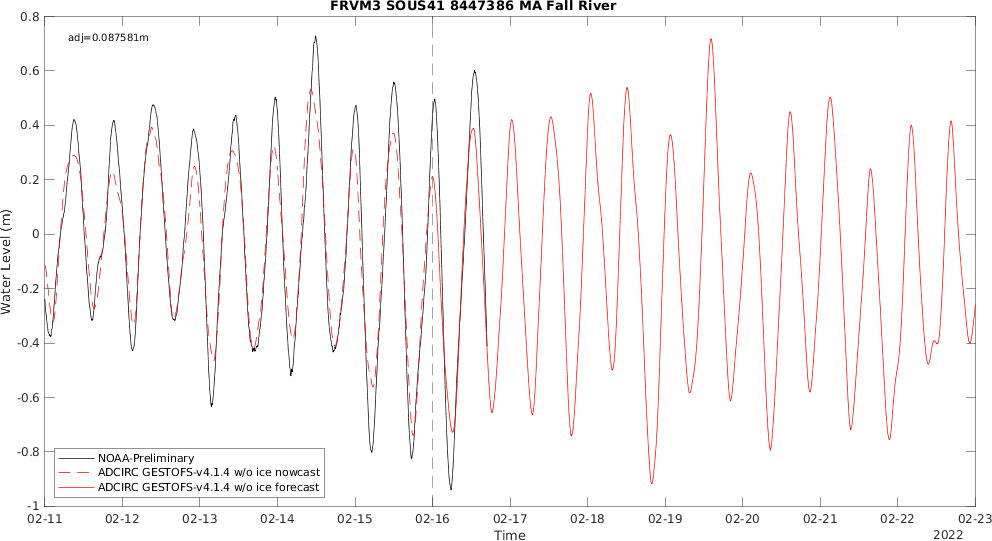 FRVM3 SOUS41 8447386 MA Fall River
adj=0.087581m
0.8
0.6
0.4
0.2
0
-0.2
-0.4
-0.6
-0.8
-1
Water Level (m)
NOAA-Preliminary
ADCIRC GESTOFS-v4.1.4 w/o ice nowcast
ADCIRC GESTOFS-v4.1.4 w/o ice forecast
02-11 02-12 02-13 02-14 02-15 02-16 02-17 02-18 02-19 02-20 02-21 02-22 02-23
Time
2022